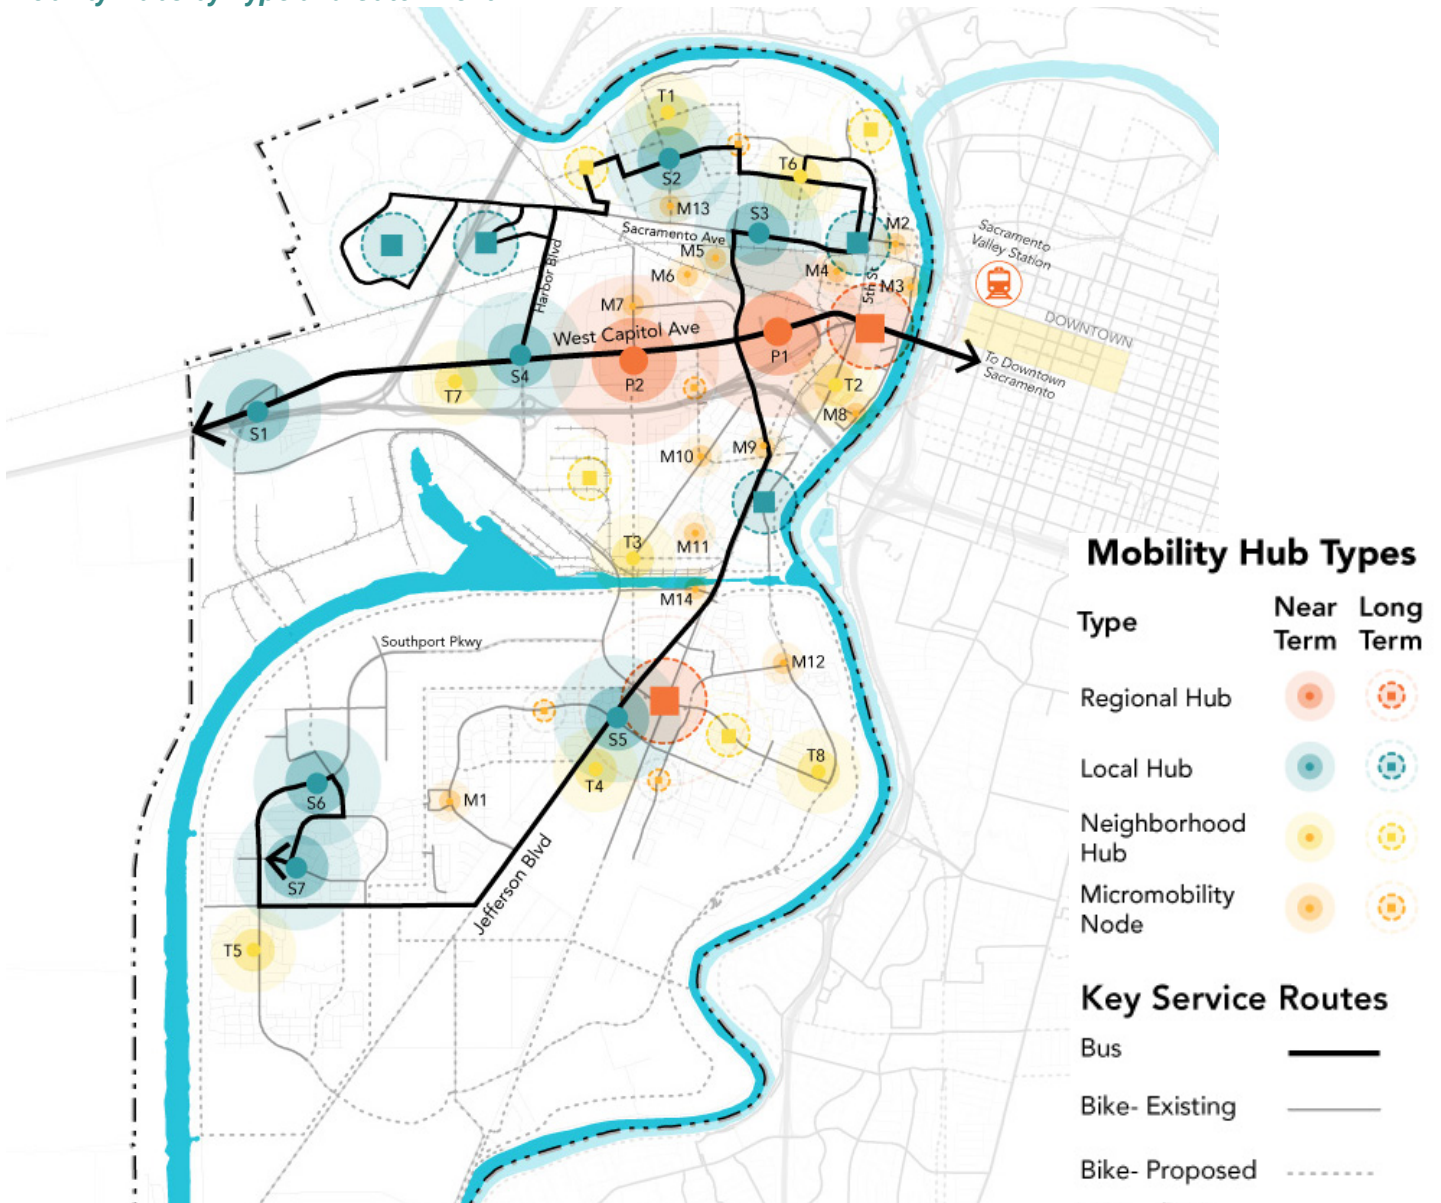 T1
S2
T6
M13
S3
M2
Sacramento Ave
M5
M4
M6
M3
5th St
Harbor Blvd
M7
Sacramento
Valley Station
DOWNTOWN
West Capitol Ave
P1
To Downtown
Sacramento
S4
P2
T7
T2
M8
S1
M9
M10
T3
M11
M14
Southport Pkwy
M12
S5
T4
T8
S6
M1
S7
Jefferson Blvd
T5
Mobility Hub Types
Type
Near
Term
Long
Term
Regional Hub
Local Hub
Neighborhood
Hub
Micromobility
Node
Key Service Routes
Bus
Bike- Existing
Bike- Proposed